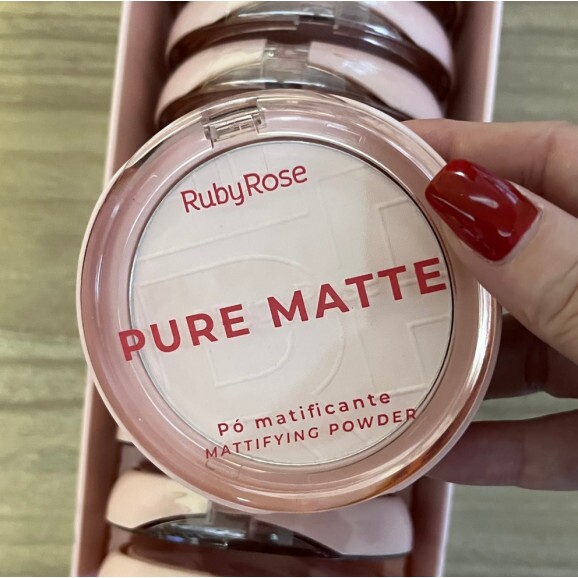 RubyRose
PURE MATTE
Pó matificante
MATTIFYING POWDER